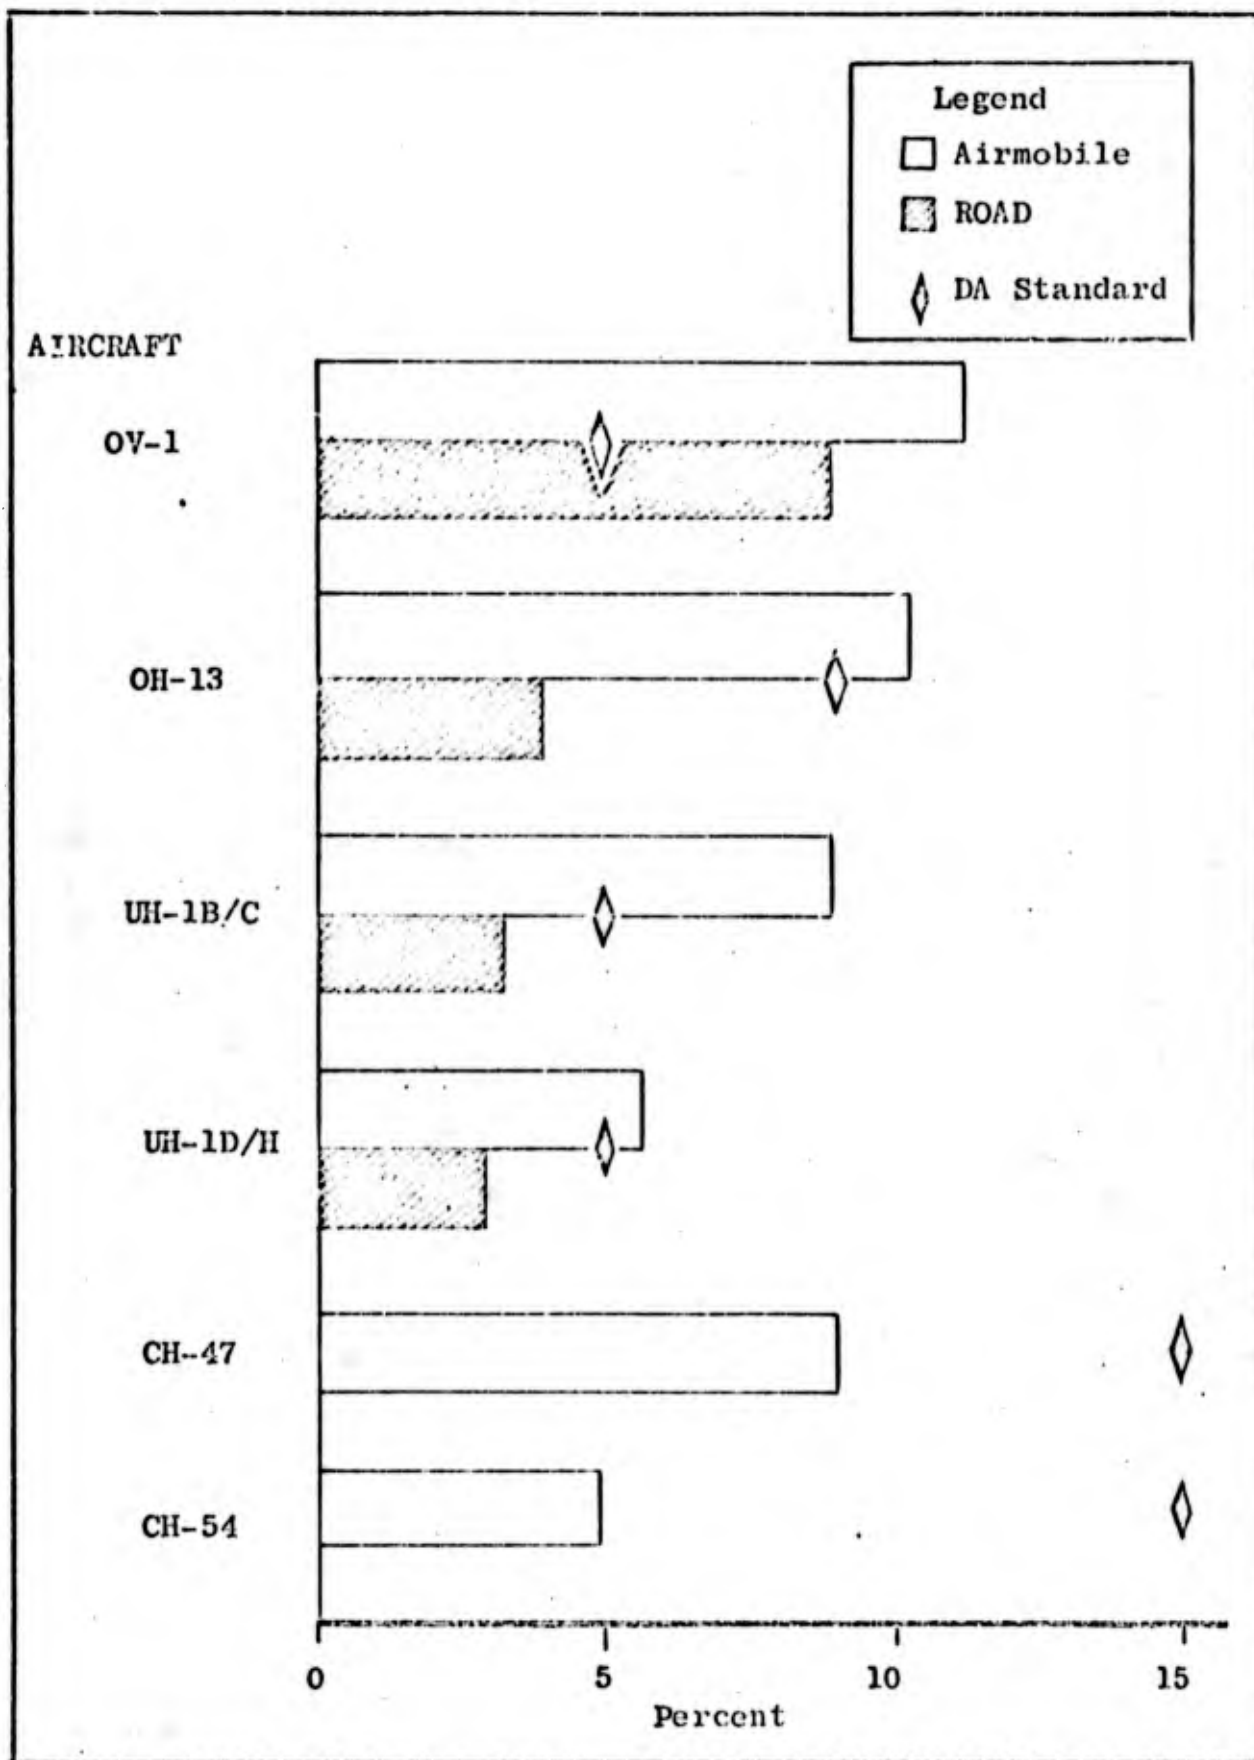 Legend
Airmobile
ROAD
DA Standard
AIRCRAFT
OV-1
OH-13
UH-1B/C
UH-1D/H
CH-47
CH-54
0 5 10 15
Percent